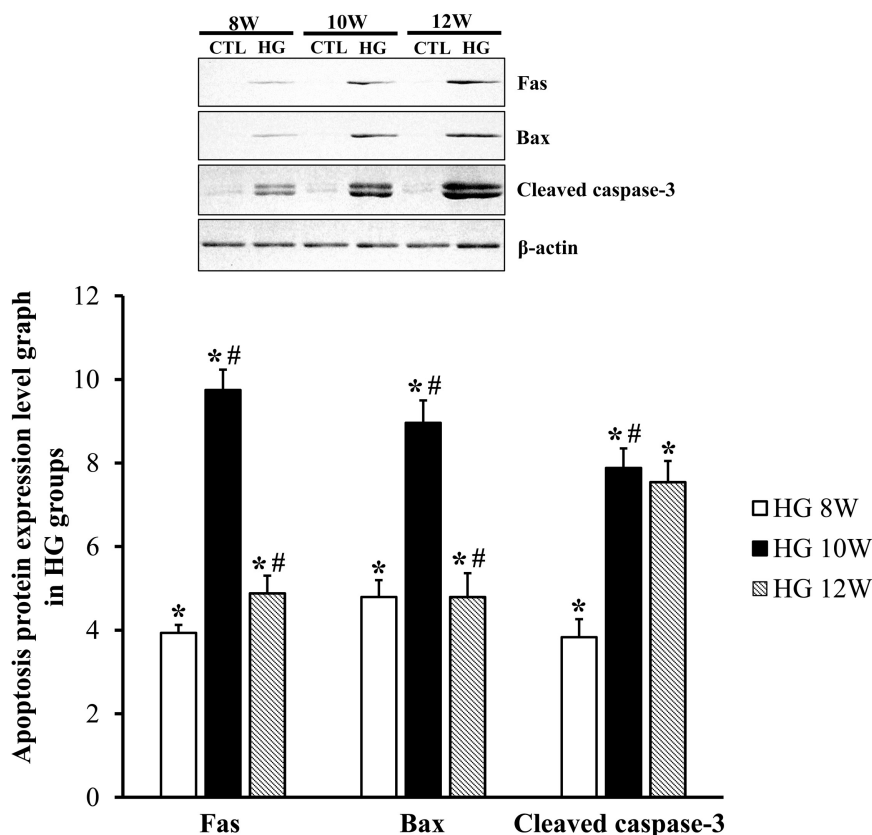 8W 10W 12W
CTL HG CTL HG CTL HG
Fas
Bax
Cleaved caspase-3
β-actin
Apoptosis protein expression level graph
in HG groups
12
10
8
6
4
2
0
* *# *#
* *# *#
* *# *
Fas Bax Cleaved caspase-3
HG 8W
HG 10W
HG 12W